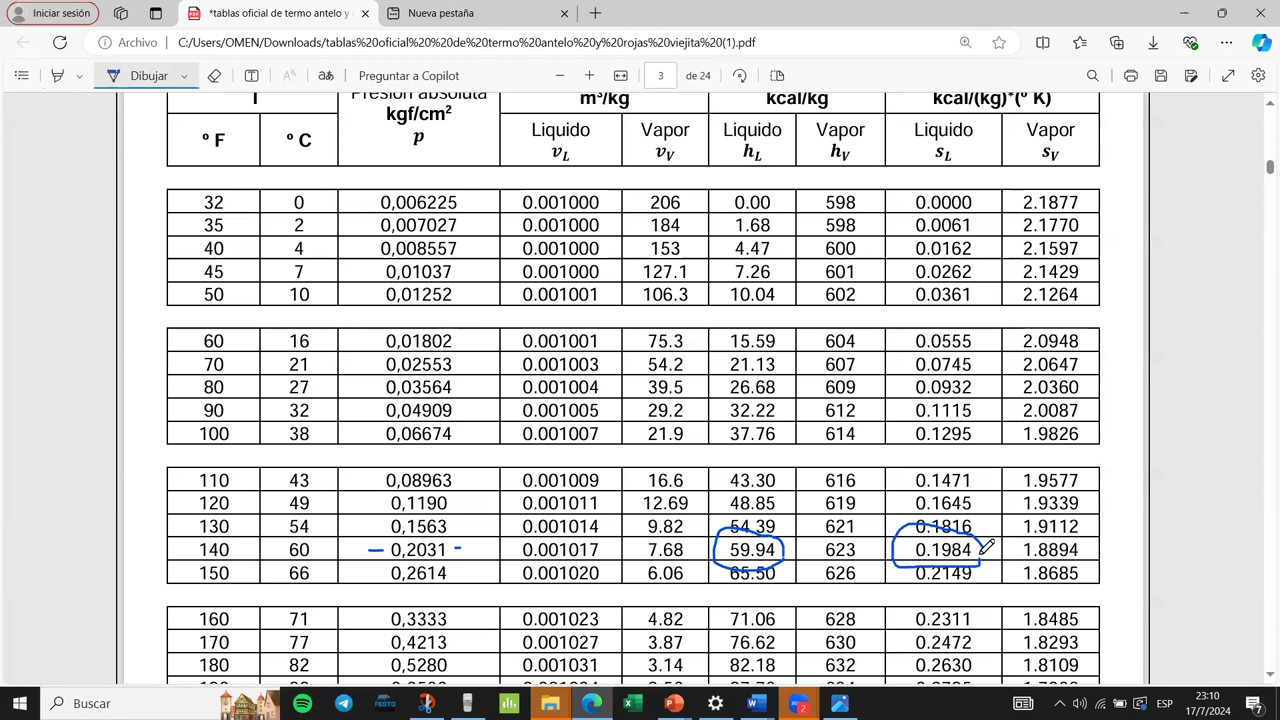 Iniciar sesión
*tablas oficial de termo antelo y
Nueva pestaña
Archivo
C:/Users/OMEN/Downloads/tablas%20oficial%20%20de%20termo%20antelo%20y%20rojas%20viejita%20(1).pdf
Dibujar
Preguntar a Copilot
3
de 24
Presión absoluta
T m³/kg kcal/kg kcal/(kg)*(º K)
kgf/cm²
Liquido Vapor Liquido Vapor Liquido Vapor
º F º C p
v_L v_V h_L h_V s_L s_V
32 0 0,006225 0.001000 206 0.00 598 0.0000 2.1877
35 2 0,007027 0.001000 184 1.68 598 0.0061 2.1770
40 4 0,008557 0.001000 153 4.47 600 0.0162 2.1597
45 7 0,01037 0.001000 127.1 7.26 601 0.0262 2.1429
50 10 0,01252 0.001001 106.3 10.04 602 0.0361 2.1264
60 16 0,01802 0.001001 75.3 15.59 604 0.0555 2.0948
70 21 0,02553 0.001003 54.2 21.13 607 0.0745 2.0647
80 27 0,03564 0.001004 39.5 26.68 609 0.0932 2.0360
90 32 0,04909 0.001005 29.2 32.22 612 0.1115 2.0087
100 38 0,06674 0.001007 21.9 37.76 614 0.1295 1.9826
110 43 0,08963 0.001009 16.6 43.30 616 0.1471 1.9577
120 49 0,1190 0.001011 12.69 48.85 619 0.1645 1.9339
130 54 0,1563 0.001014 9.82 54.39 621 0.1816 1.9112
140 60 0,2031 0.001017 7.68 59.94 623 0.1984 1.8894
150 66 0,2614 0.001020 6.06 65.50 626 0.2149 1.8685
160 71 0,3333 0.001023 4.82 71.06 628 0.2311 1.8485
170 77 0,4213 0.001027 3.87 76.62 630 0.2472 1.8293
180 82 0,5280 0.001031 3.14 82.18 632 0.2630 1.8109
Buscar
FESTO
2
ESP
23:10
17/7/2024
7